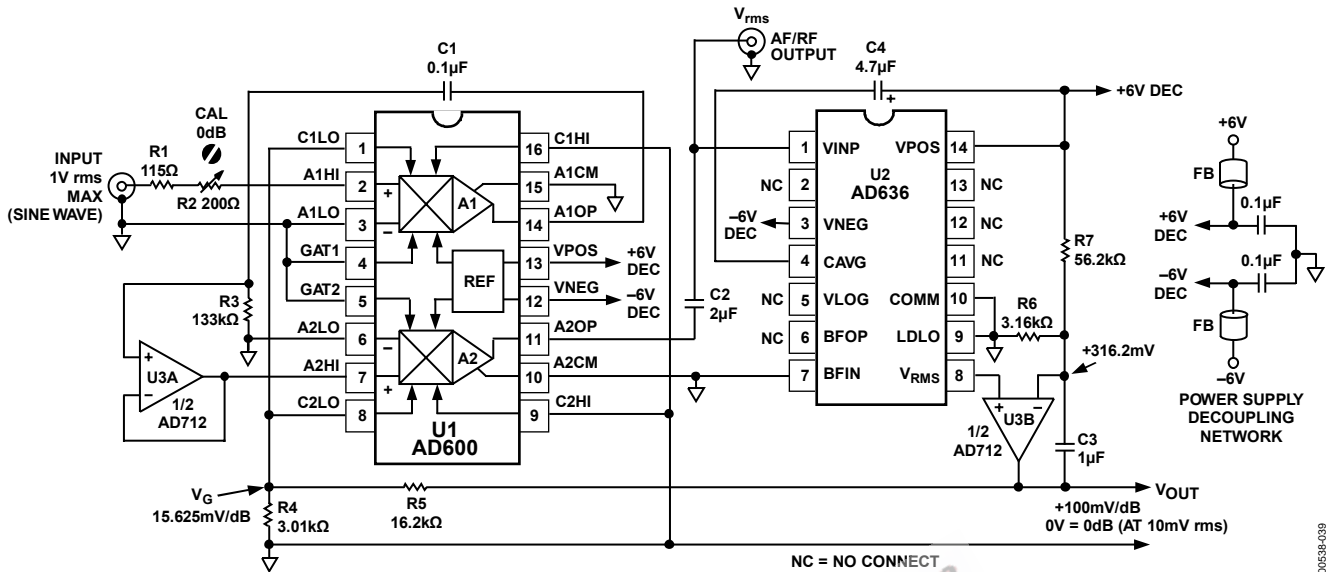 C1
0.1µF
CAL
0dB
INPUT
1V rms
MAX
(SINE WAVE)
R1
115Ω
R2 200Ω
C1LO
A1HI
A1LO
GAT1
GAT2
A2LO
A2HI
C2LO
1
2
3
4
5
6
7
8
+
–
–
+
A1
REF
A2
U1
AD600
16
15
14
13
12
11
10
9
C1HI
A1CM
A1OP
VPOS
VNEG
A2OP
A2CM
C2HI
+6V
DEC
–6V
DEC
R3
133kΩ
+
–
U3A
1/2
AD712
VG
15.625mV/dB
R4
3.01kΩ
R5
16.2kΩ
Vrms
AF/RF
OUTPUT
C2
2µF
C4
4.7µF
+
+6V DEC
1
2
3
4
5
6
7
VINP
NC
–6V
DEC
VNEG
CAVG
NC
VLOG
NC
BFOP
BFIN
U2
AD636
VPOS
COMM
LDLO
VRMS
14
13
12
11
10
9
8
NC
NC
NC
R7
56.2kΩ
R6
3.16kΩ
+316.2mV
+
–
U3B
1/2
AD712
C3
1µF
VOUT
+100mV/dB
0V = 0dB (AT 10mV rms)
NC = NO CONNECT
+6V
FB
0.1µF
+6V
DEC
–6V
DEC
0.1µF
FB
–6V
POWER SUPPLY
DECOUPLING
NETWORK
00538-039